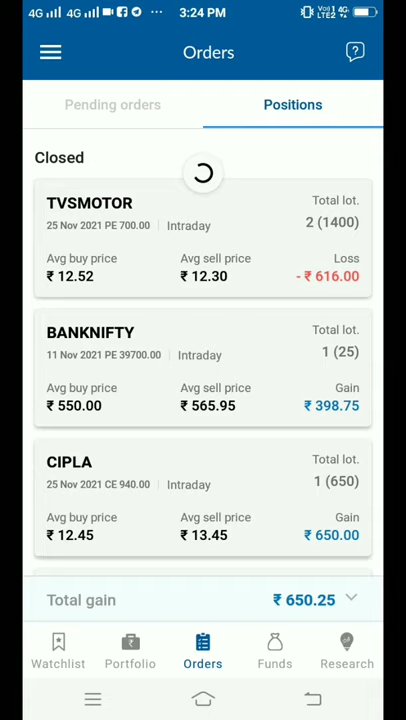 4G 4G ... 3:24 PM Vo) 1 4G LTE2
Orders
Pending orders Positions
Closed
TVSMOTOR Total lot.
25 Nov 2021 PE 700.00 Intraday 2 (1400)
Avg buy price Avg sell price Loss
₹ 12.52 ₹ 12.30 - ₹ 616.00
BANKNIFTY Total lot.
11 Nov 2021 PE 39700.00 Intraday 1 (25)
Avg buy price Avg sell price Gain
₹ 550.00 ₹ 565.95 ₹ 398.75
CIPLA Total lot.
25 Nov 2021 CE 940.00 Intraday 1 (650)
Avg buy price Avg sell price Gain
₹ 12.45 ₹ 13.45 ₹ 650.00
Total gain ₹ 650.25
Watchlist Portfolio Orders Funds Research